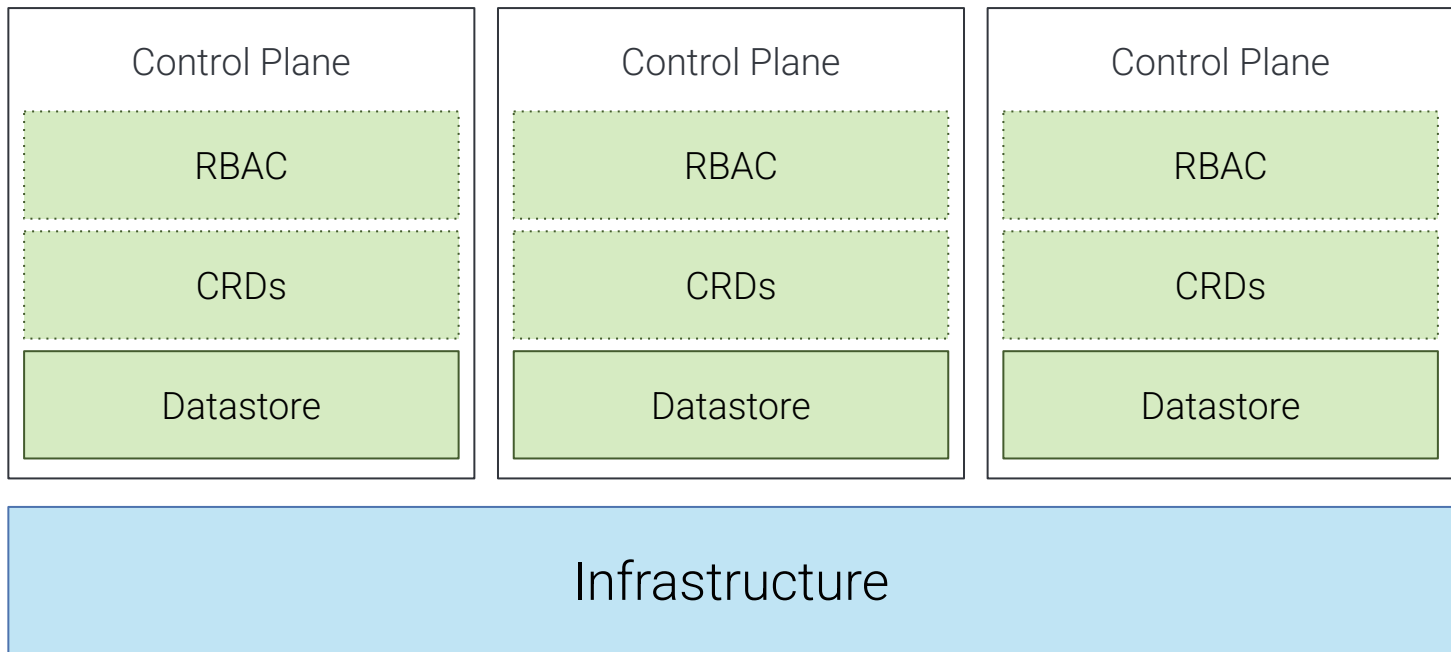 Control Plane
RBAC
CRDs
Datastore
Control Plane
RBAC
CRDs
Datastore
Control Plane
RBAC
CRDs
Datastore
Infrastructure